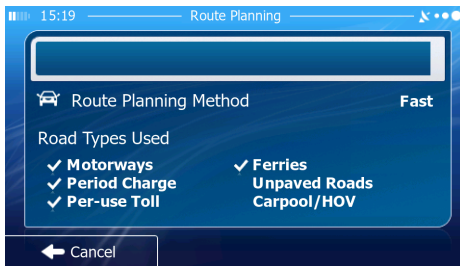 15:19 Route Planning
Route Planning Method Fast
Road Types Used
Motorways Ferries
Period Charge Unpaved Roads
Per-use Toll Carpool/HOV
Cancel